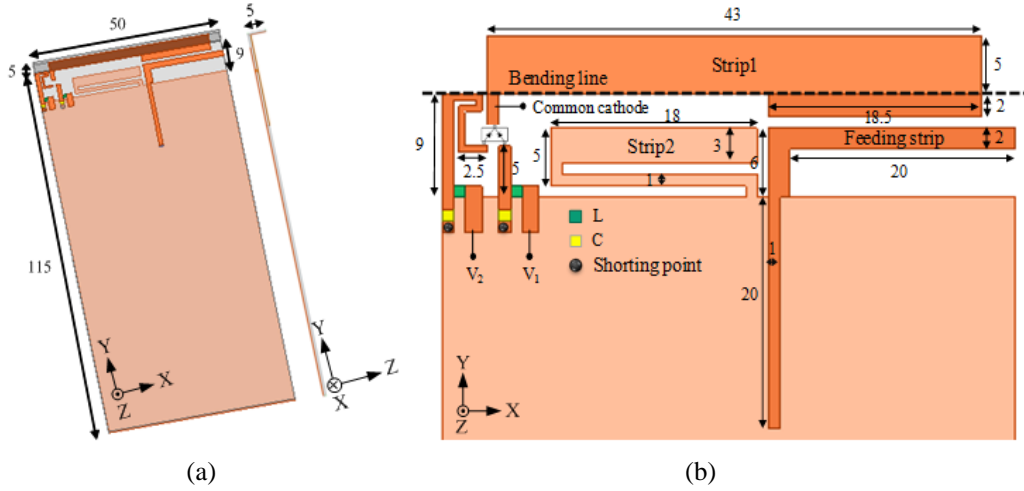 50
5
9
5
115
Y
X
Z
Y
Z
X
(a)
43
Strip1
5
Bending line
Common cathode
2
18
18.5
9
5
Strip2
3
6
Feeding strip
2
2.5
5
1
20
L
C
Shorting point
V2
V1
1
20
Y
X
Z
(b)